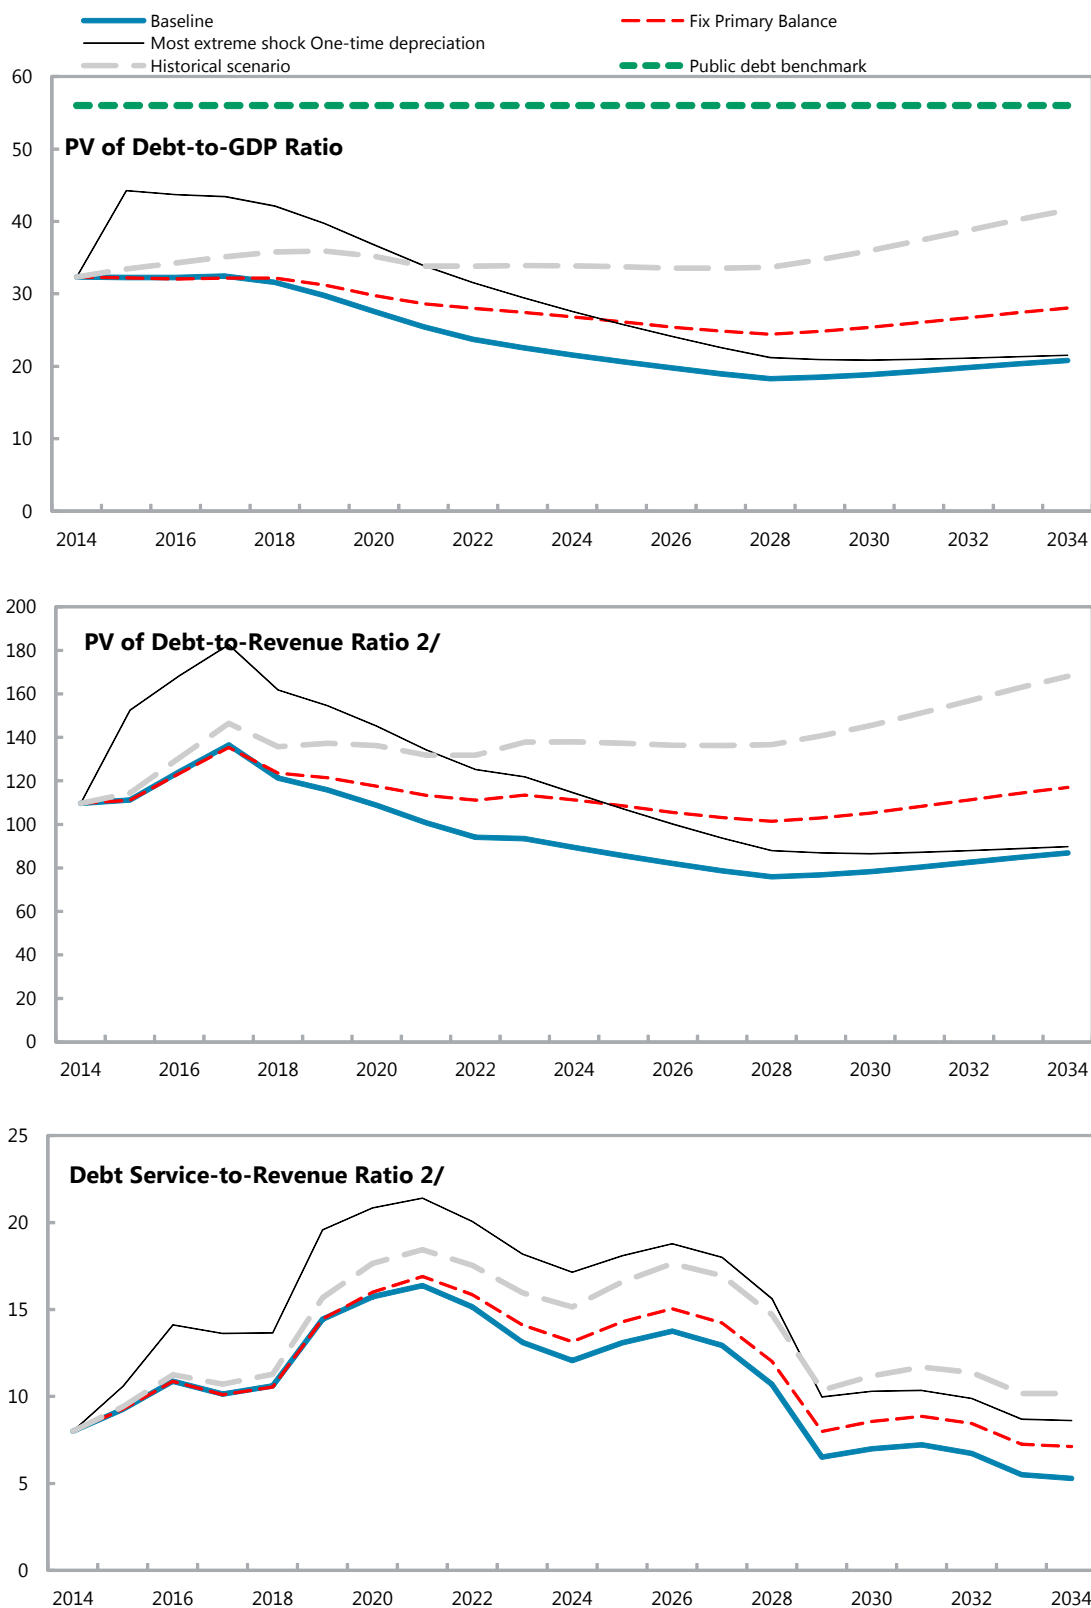 Baseline
Fix Primary Balance
Most extreme shock One-time depreciation
Historical scenario
Public debt benchmark
60
50
40
30
20
10
0
PV of Debt-to-GDP Ratio
2014 2016 2018 2020 2022 2024 2026 2028 2030 2032 2034
200
180
160
140
120
100
80
60
40
20
0
PV of Debt-to-Revenue Ratio 2/
2014 2016 2018 2020 2022 2024 2026 2028 2030 2032 2034
25
20
15
10
5
0
Debt Service-to-Revenue Ratio 2/
2014 2016 2018 2020 2022 2024 2026 2028 2030 2032 2034